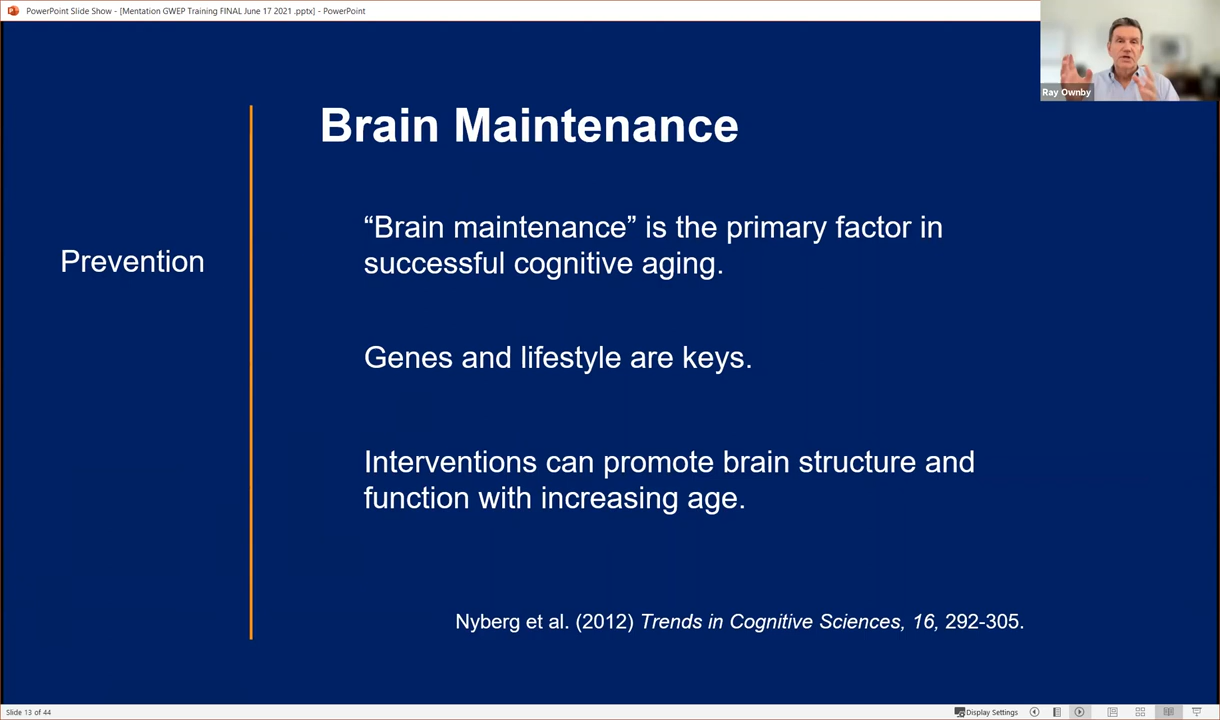 PowerPoint Slide Show - [Mentation GWEP Training FINAL June 17 2021 .pptx] - PowerPoint
Ray Ownby
Brain Maintenance
Prevention
“Brain maintenance” is the primary factor in
successful cognitive aging.
Genes and lifestyle are keys.
Interventions can promote brain structure and
function with increasing age.
Nyberg et al. (2012) Trends in Cognitive Sciences, 16, 292-305.
Slide 13 of 44
Display Settings